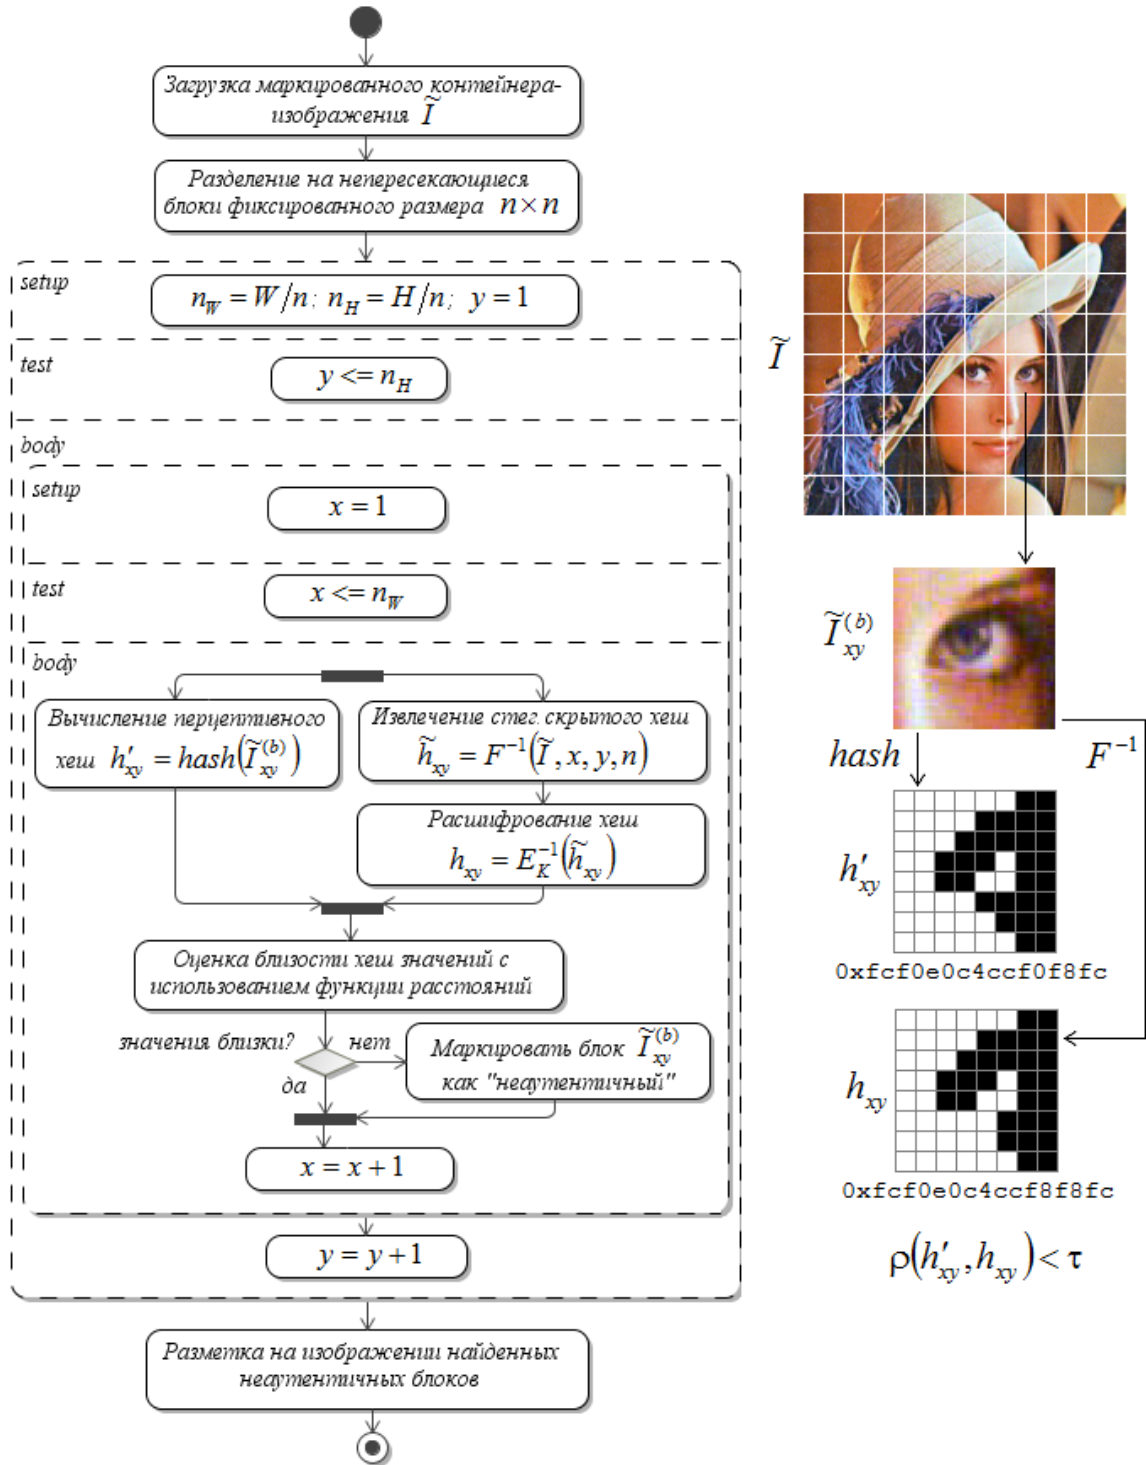 Загрузка маркированного контейнера-
изображения Ĩ
Разделение на непересекающиеся
блоки фиксированного размера n×n
setup
n_W = W/n; n_H = H/n; y = 1
test
y <= n_H
body
setup
x = 1
test
x <= n_W
body
Вычисление перцептивного
хеш h′_xy = hash(Ĩ_xy^(b))
Извлечение стег. скрытого хеш
h̃_xy = F^−1(Ĩ, x, y, n)
Расшифрование хеш
h_xy = E_K^−1(h̃_xy)
Оценка близости хеш значений с
использованием функции расстояний
значения близки?
нет
да
Маркировать блок Ĩ_xy^(b)
как "неаутентичный"
x = x + 1
y = y + 1
Разметка на изображении найденных
неаутентичных блоков
Ĩ
Ĩ_xy^(b)
hash
F^−1
h′_xy
0xfcf0e0c4ccf0f8fc
h_xy
0xfcf0e0c4ccf8f8fc
ρ(h′_xy, h_xy) < τ